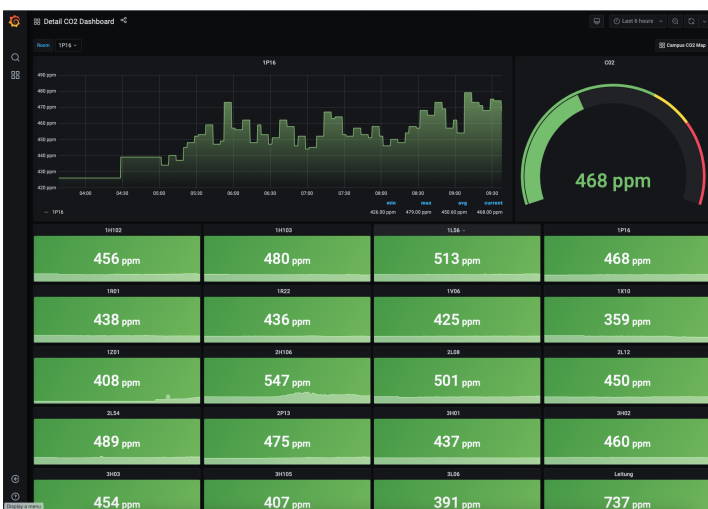 Detail CO2 Dashboard
Last 6 hours
Room 1P16
Campus CO2 Map
1P16
490 ppm
480 ppm
470 ppm
460 ppm
450 ppm
440 ppm
430 ppm
420 ppm
04:00 04:30 05:00 05:30 06:00 06:30 07:00 07:30 08:00 08:30 09:00 09:30
min max avg current
1P16 426.00 ppm 479.00 ppm 450.60 ppm 468.00 ppm
CO2
468 ppm
1H102 1H103 1L56 1P16
456 ppm 480 ppm 513 ppm 468 ppm
1R01 1R22 1V06 1X10
438 ppm 436 ppm 425 ppm 359 ppm
1Z01 2H106 2L08 2L12
408 ppm 547 ppm 501 ppm 450 ppm
2L54 2P13 3H01 3H02
489 ppm 475 ppm 437 ppm 460 ppm
3H03 3H105 3L06 Leitung
454 ppm 407 ppm 391 ppm 737 ppm
Display a menu